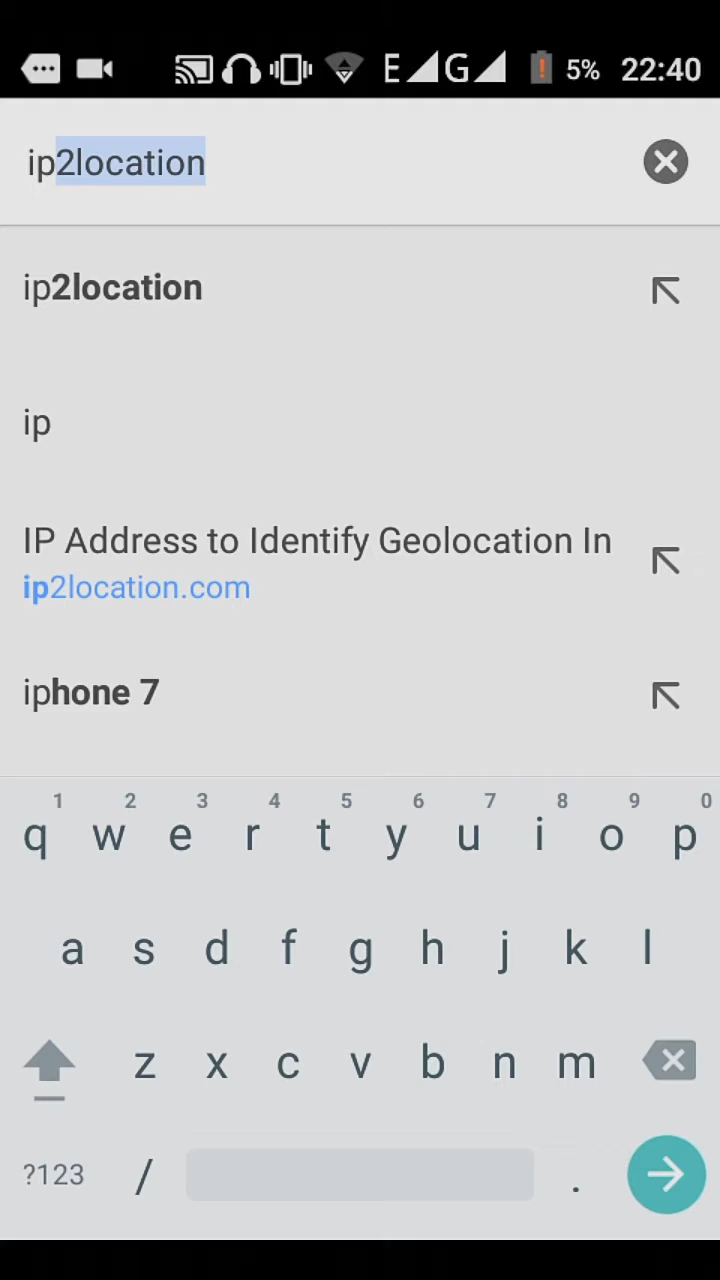 E G 5% 22:40
ip2location
ip2location
ip
IP Address to Identify Geolocation In
ip2location.com
iphone 7
1 2 3 4 5 6 7 8 9 0
q w e r t y u i o p
a s d f g h j k l
z x c v b n m
?123 / .